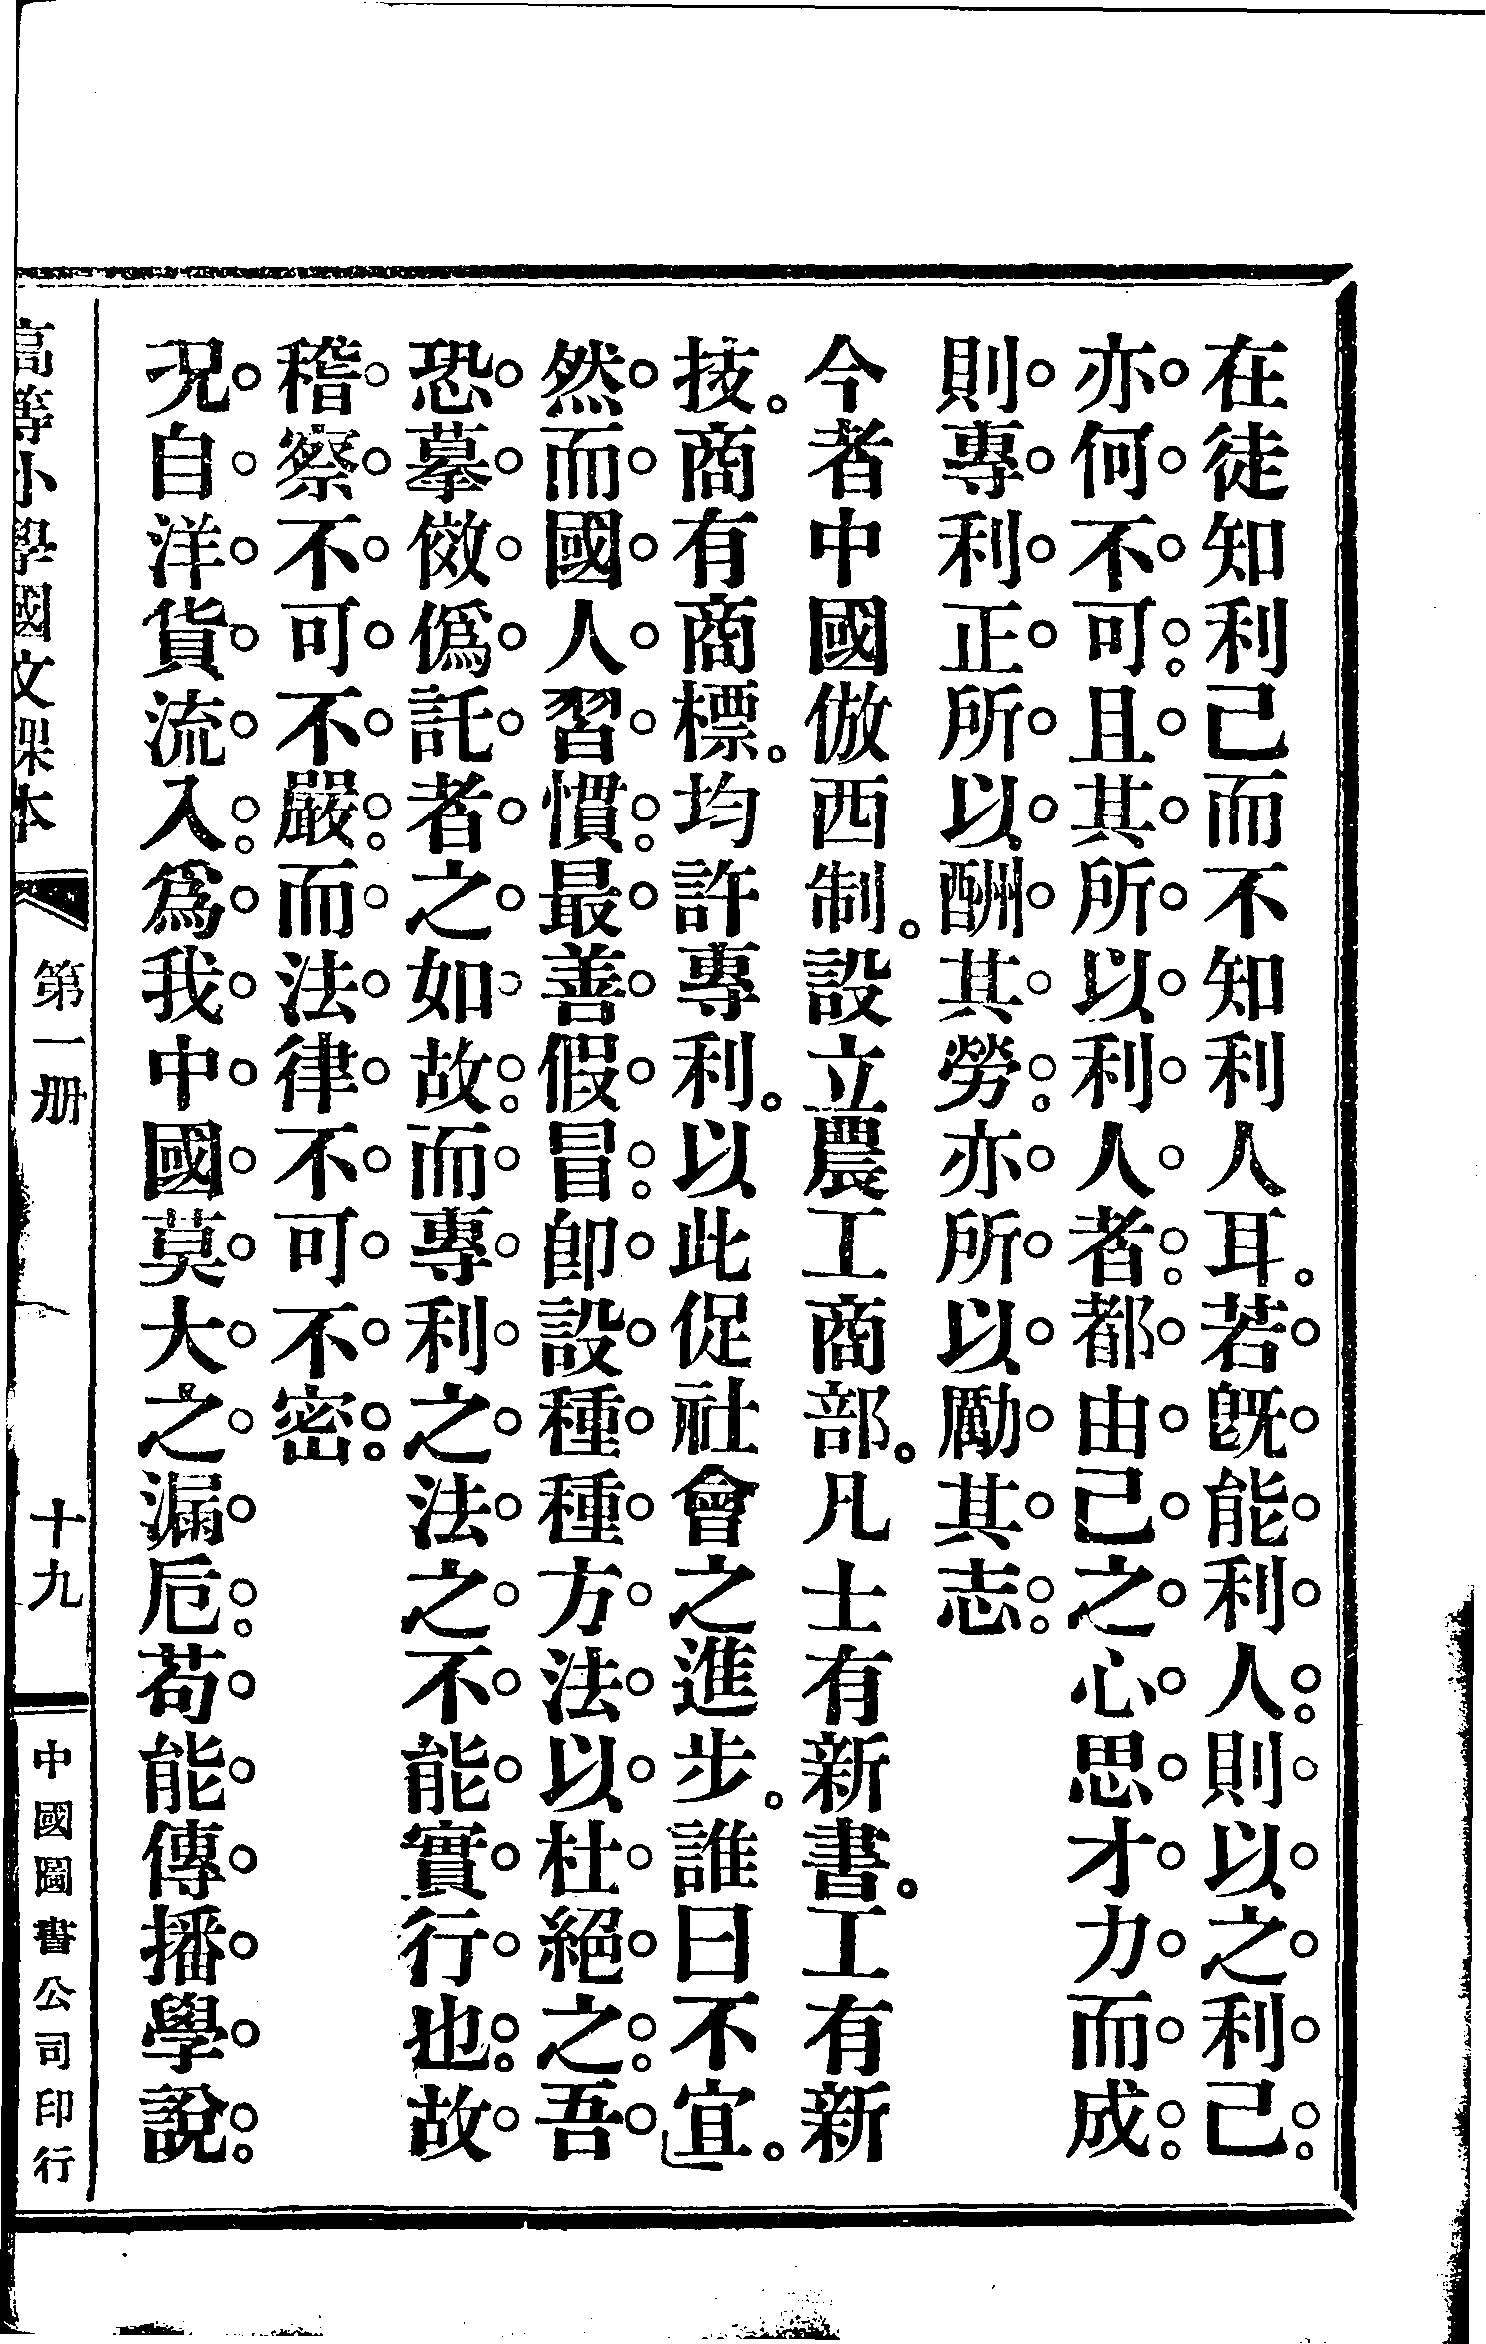 在徒知利己而不知利人耳。若旣能利人。則以之利己。
亦何不可。且其所以利人者。都由己之心思才力而成。
則專利正所以酬其勞。亦所以勵其志。
今者中國倣西制。設立農工商部。凡士有新書。工有新
技。商有商標。均許專利。以此促社會之進步。誰曰不宜。
然而國人習慣。最善假冒。卽設種種方法以杜絕之。吾
恐摹倣僞託者之如故。而專利之法之不能實行也。故
稽察不可不嚴。而法律不可不密。
況自洋貨流入。爲我中國莫大之漏卮。苟能傳播學說。
高等小學國文課本
第一册
十九
中國圖書公司印行